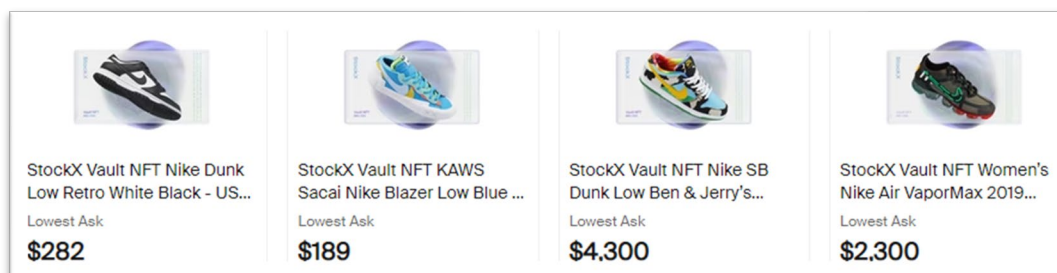 StockX Vault NFT Nike Dunk
Low Retro White Black - US...
Lowest Ask
$282
StockX Vault NFT KAWS
Sacai Nike Blazer Low Blue ...
Lowest Ask
$189
StockX Vault NFT Nike SB
Dunk Low Ben & Jerry's...
Lowest Ask
$4,300
StockX Vault NFT Women's
Nike Air VaporMax 2019...
Lowest Ask
$2,300